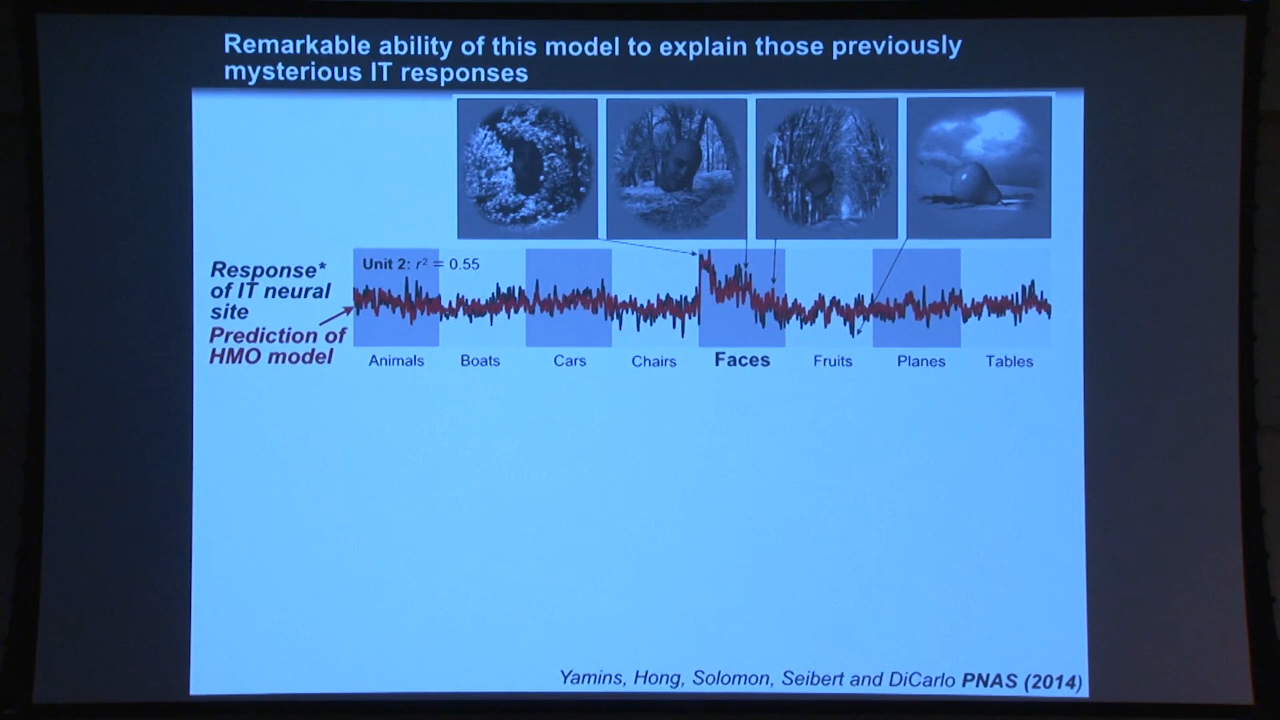 Remarkable ability of this model to explain those previously
mysterious IT responses
Response*
of IT neural
site
Prediction of
HMO model
Unit 2: r² = 0.55
Animals Boats Cars Chairs Faces Fruits Planes Tables
Yamins, Hong, Solomon, Seibert and DiCarlo PNAS (2014)